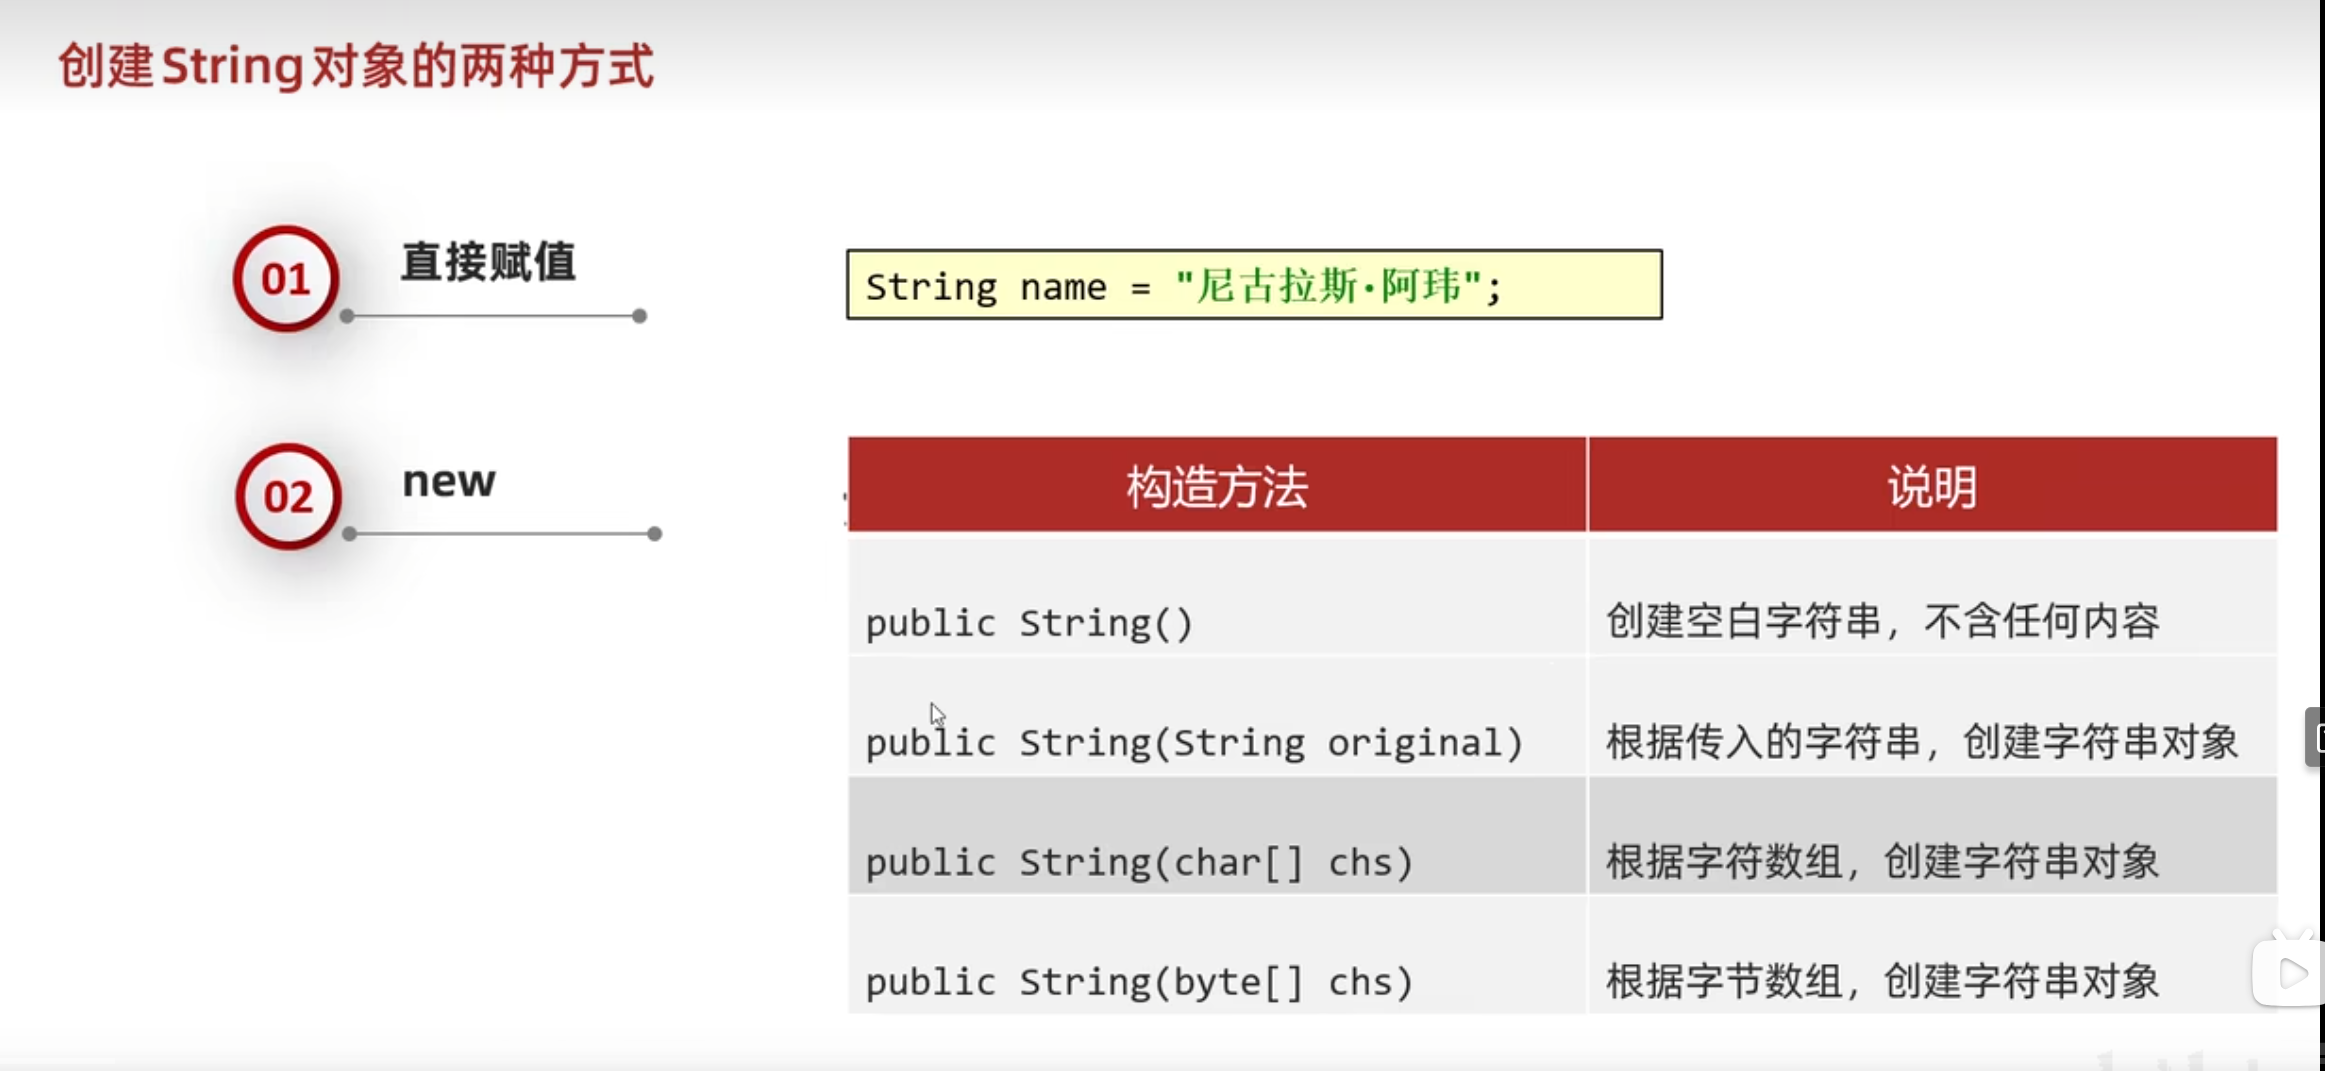 创建String对象的两种方式
01
直接赋值
String name = "尼古拉斯·阿玮";
02
new
构造方法
说明
public String()
创建空白字符串，不含任何内容
public String(String original)
根据传入的字符串，创建字符串对象
public String(char[] chs)
根据字符数组，创建字符串对象
public String(byte[] chs)
根据字节数组，创建字符串对象